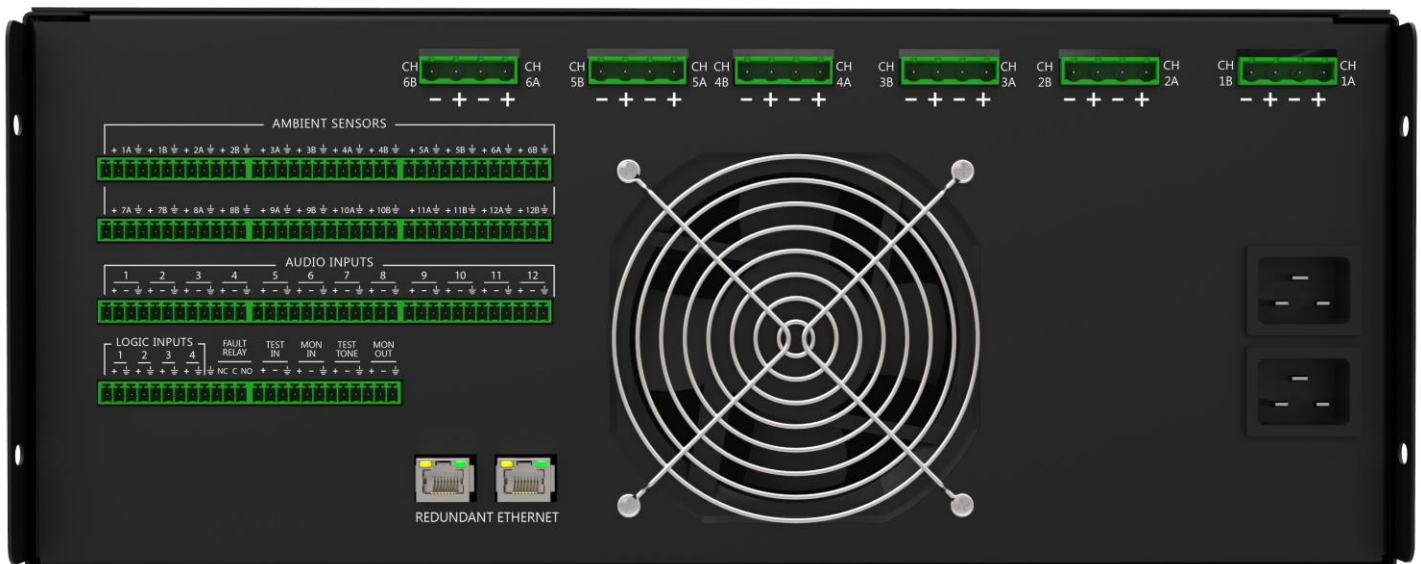 CH CH CH CH CH CH CH CH CH CH CH CH
6B 6A 5B 5A 4B 4A 3B 3A 2B 2A 1B 1A
- + - + - + - + - + - + - + - + - + - + - + - +
AMBIENT SENSORS
+ 1A ⏚ + 1B ⏚ + 2A ⏚ + 2B ⏚ + 3A ⏚ + 3B ⏚ + 4A ⏚ + 4B ⏚ + 5A ⏚ + 5B ⏚ + 6A ⏚ + 6B ⏚
+ 7A ⏚ + 7B ⏚ + 8A ⏚ + 8B ⏚ + 9A ⏚ + 9B ⏚ + 10A ⏚ + 10B ⏚ + 11A ⏚ + 11B ⏚ + 12A ⏚ + 12B ⏚
AUDIO INPUTS
1 2 3 4 5 6 7 8 9 10 11 12
+ - ⏚ + - ⏚ + - ⏚ + - ⏚ + - ⏚ + - ⏚ + - ⏚ + - ⏚ + - ⏚ + - ⏚ + - ⏚ + - ⏚
LOGIC INPUTS FAULT TEST MON TEST MON
RELAY IN IN TONE OUT
1 2 3 4
+ ⏚ + ⏚ + ⏚ + ⏚ ⏚ NC C NO + - ⏚ + - ⏚ + - ⏚ + - ⏚
REDUNDANT ETHERNET